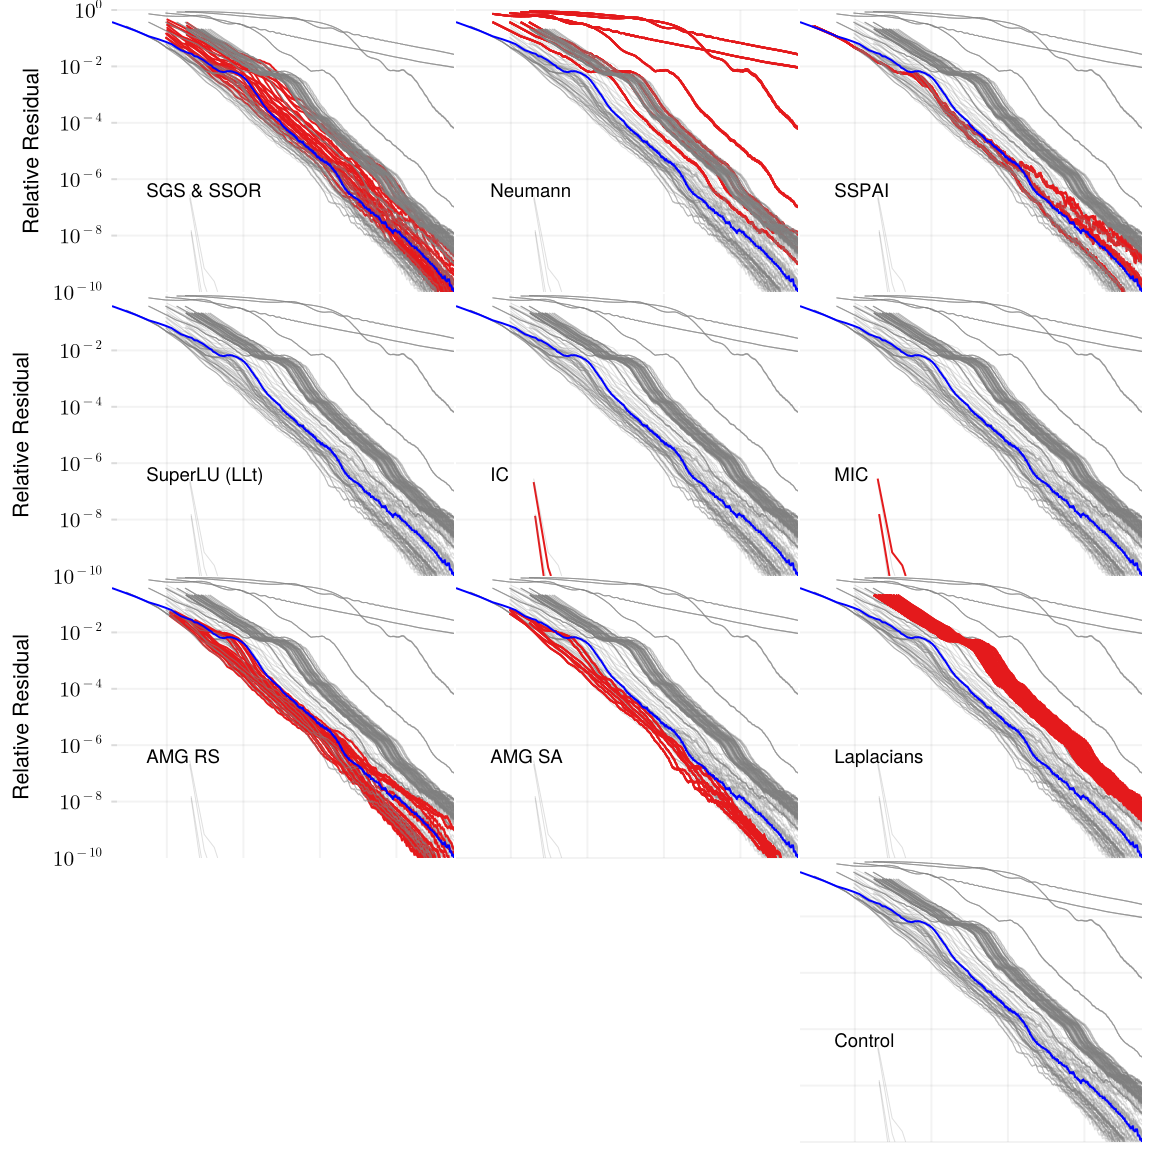 Relative Residual
10^0
10^−2
10^−4
10^−6
10^−8
10^−10
SGS & SSOR
Neumann
SSPAI
Relative Residual
10^−2
10^−4
10^−6
10^−8
10^−10
SuperLU (LLt)
IC
MIC
Relative Residual
10^−2
10^−4
10^−6
10^−8
10^−10
AMG RS
AMG SA
Laplacians
Control